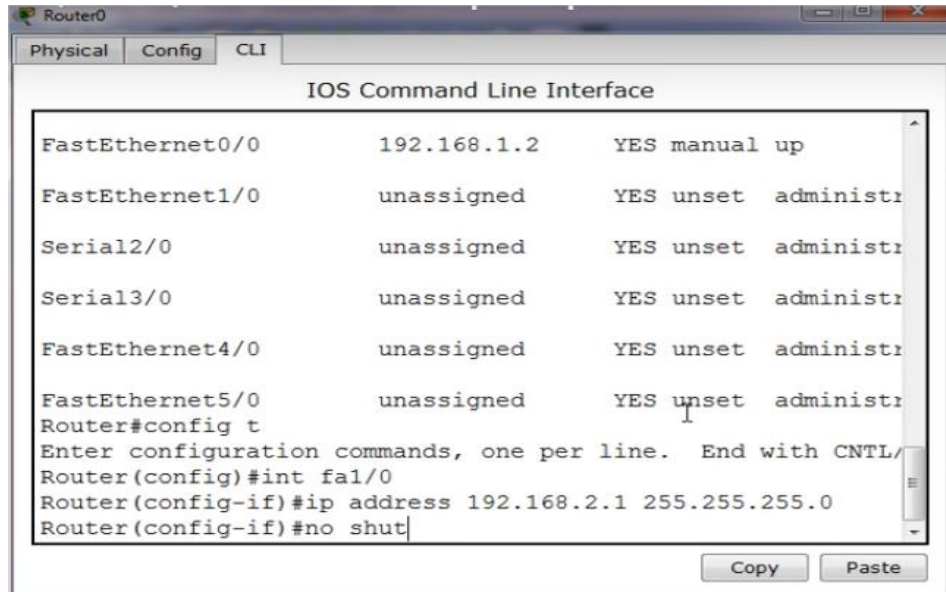 Router0
Physical Config CLI
IOS Command Line Interface
FastEthernet0/0 192.168.1.2 YES manual up
FastEthernet1/0 unassigned YES unset administr
Serial2/0 unassigned YES unset administr
Serial3/0 unassigned YES unset administr
FastEthernet4/0 unassigned YES unset administr
FastEthernet5/0 unassigned YES unset administr
Router#config t
Enter configuration commands, one per line. End with CNTL/
Router(config)#int fa1/0
Router(config-if)#ip address 192.168.2.1 255.255.255.0
Router(config-if)#no shut
Copy Paste